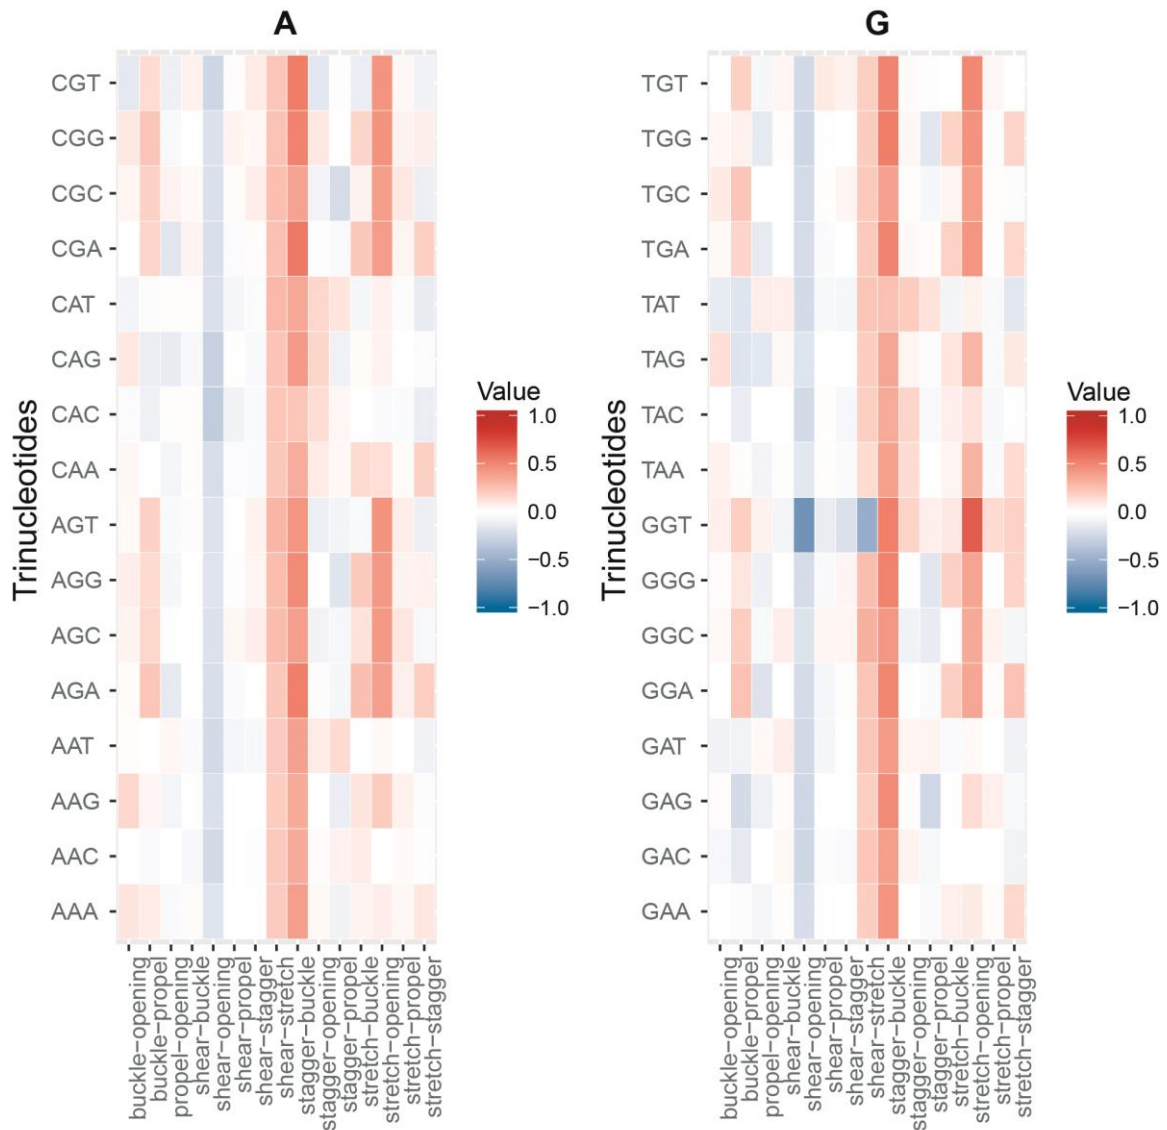 A
G
Trinucleotides
CGT
CGG
CGC
CGA
CAT
CAG
CAC
CAA
AGT
AGG
AGC
AGA
AAT
AAG
AAC
AAA
buckle-opening
buckle-propel
propel-opening
shear-buckle
shear-opening
shear-propel
shear-stagger
shear-stretch
stagger-buckle
stagger-opening
stagger-propel
stretch-buckle
stretch-opening
stretch-propel
stretch-stagger
Value
1.0
0.5
0.0
−0.5
−1.0
Trinucleotides
TGT
TGG
TGC
TGA
TAT
TAG
TAC
TAA
GGT
GGG
GGC
GGA
GAT
GAG
GAC
GAA
buckle-opening
buckle-propel
propel-opening
shear-buckle
shear-opening
shear-propel
shear-stagger
shear-stretch
stagger-buckle
stagger-opening
stagger-propel
stretch-buckle
stretch-opening
stretch-propel
stretch-stagger
Value
1.0
0.5
0.0
−0.5
−1.0